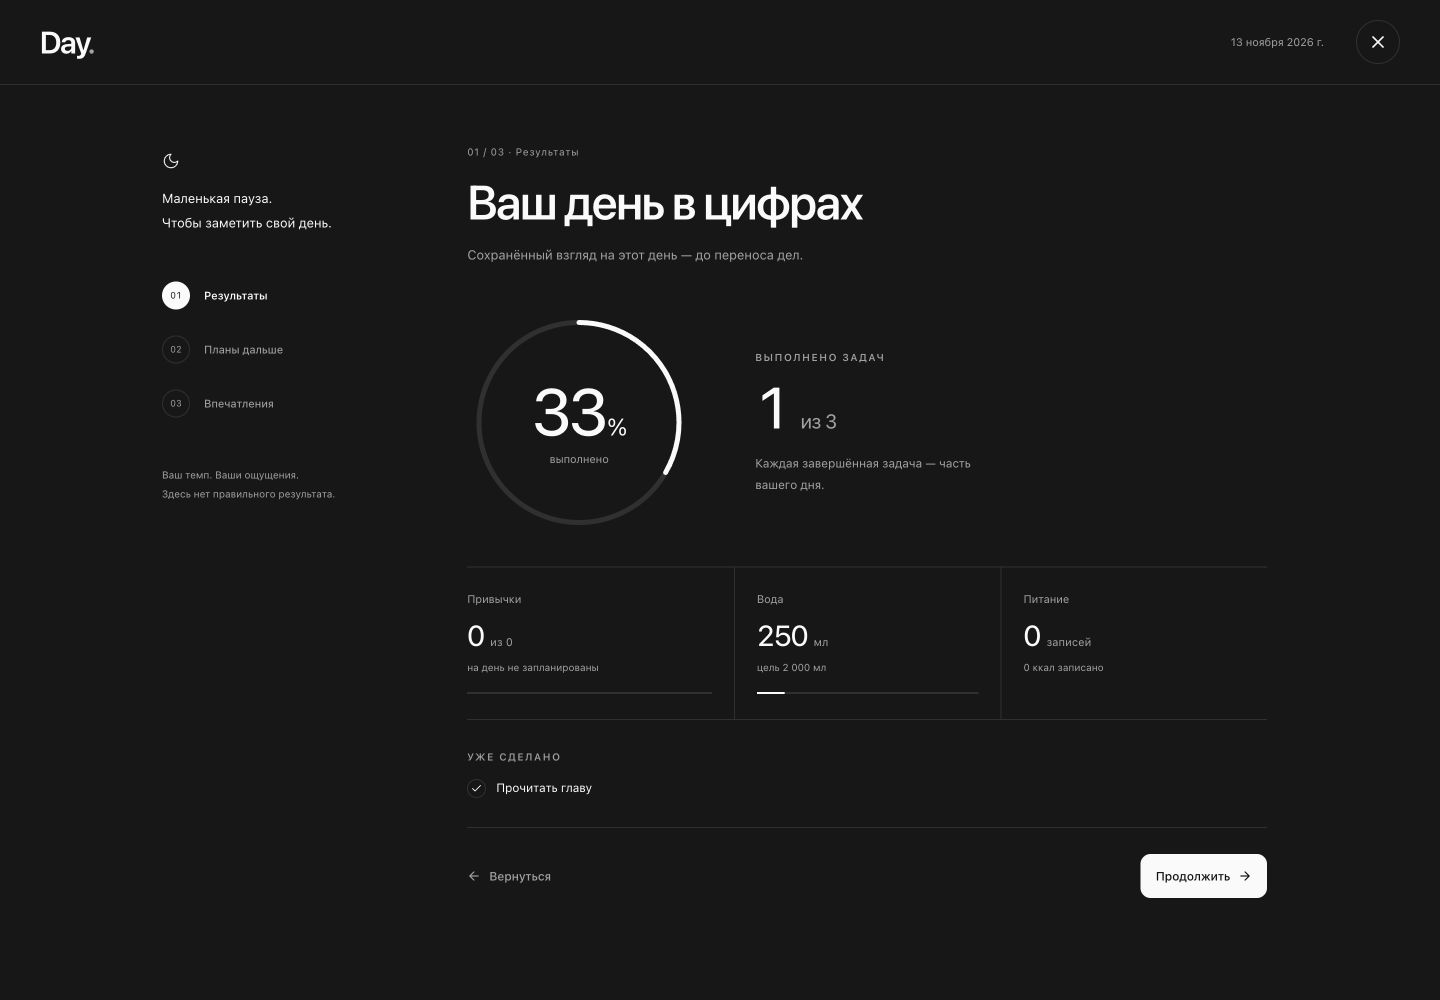 Day.
13 ноября 2026 г.
Маленькая пауза.
Чтобы заметить свой день.
01 Результаты
02 Планы дальше
03 Впечатления
Ваш темп. Ваши ощущения.
Здесь нет правильного результата.
01 / 03 · Результаты
Ваш день в цифрах
Сохранённый взгляд на этот день — до переноса дел.
33%
выполнено
ВЫПОЛНЕНО ЗАДАЧ
1 из 3
Каждая завершённая задача — часть
вашего дня.
Привычки
0 из 0
на день не запланированы
Вода
250 мл
цель 2 000 мл
Питание
0 записей
0 ккал записано
УЖЕ СДЕЛАНО
Прочитать главу
Вернуться
Продолжить